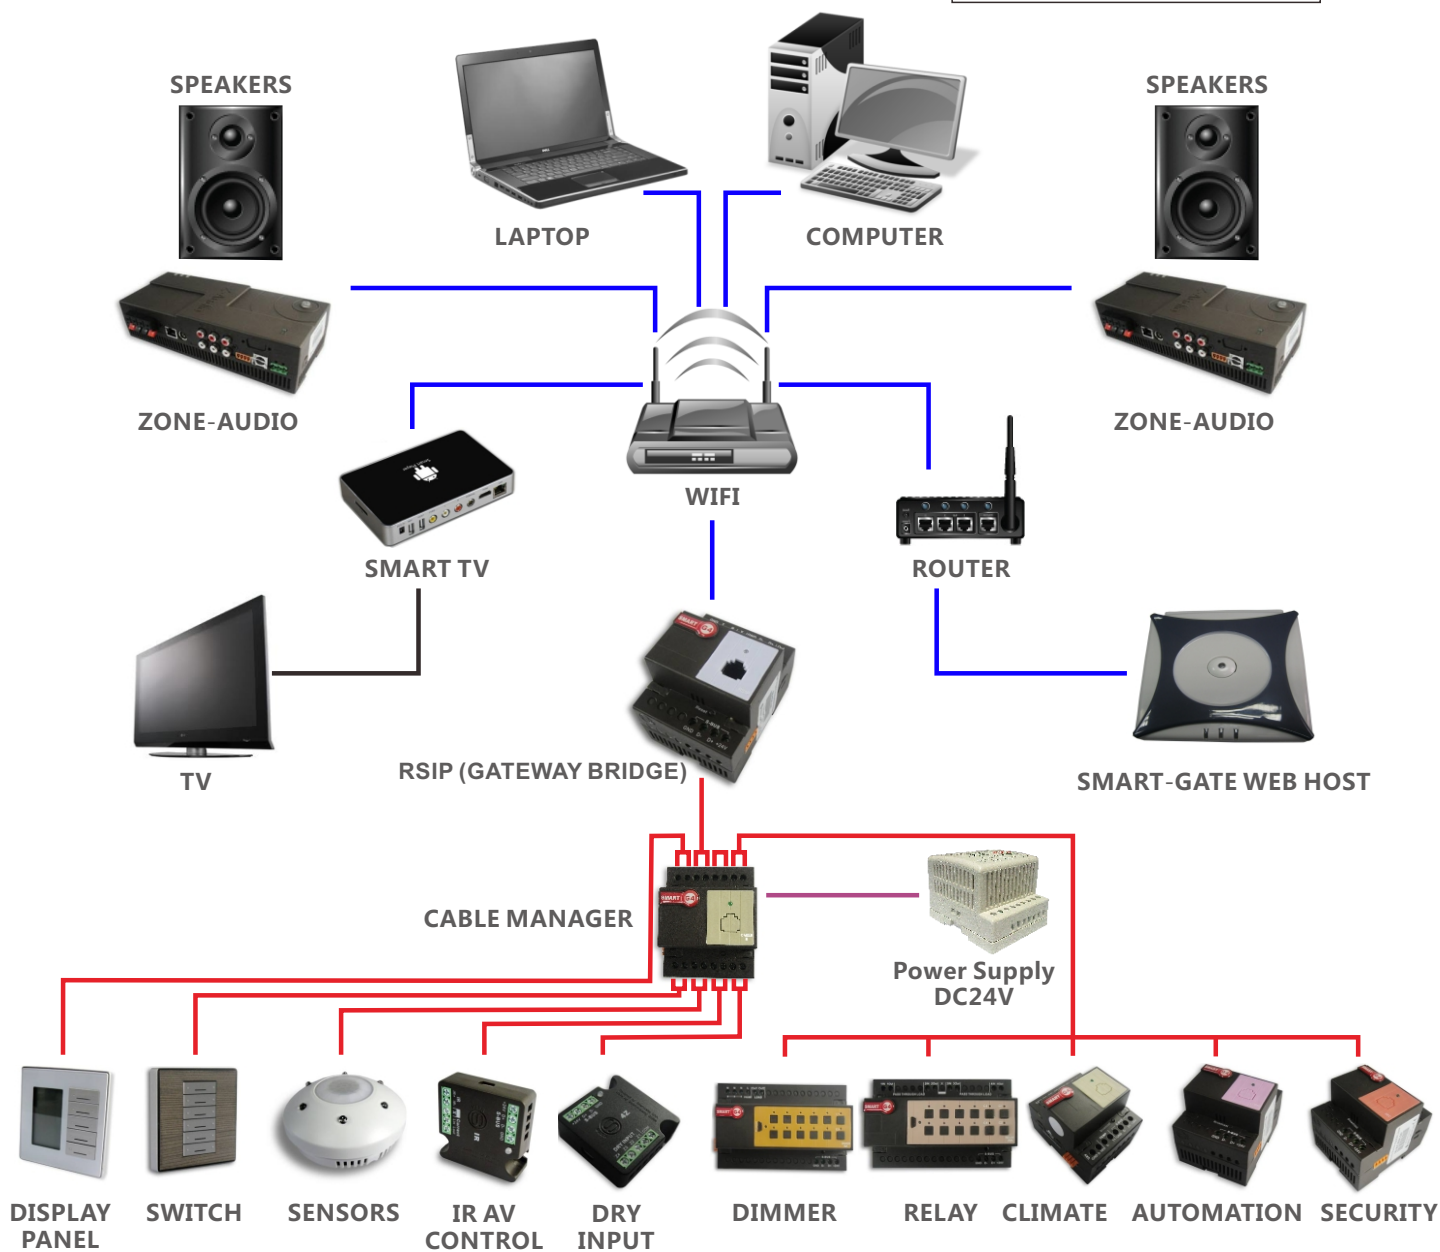 SPEAKERS
SPEAKERS
LAPTOP
COMPUTER
ZONE-AUDIO
ZONE-AUDIO
WIFI
SMART TV
ROUTER
TV
RSIP (GATEWAY BRIDGE)
SMART-GATE WEB HOST
CABLE MANAGER
Power Supply
DC24V
DISPLAY
PANEL
SWITCH
SENSORS
IR AV
CONTROL
DRY
INPUT
DIMMER
RELAY
CLIMATE
AUTOMATION
SECURITY